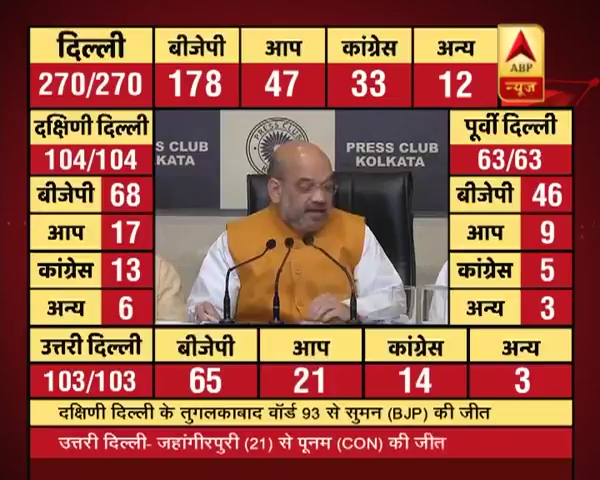 दिल्ली बीजेपी आप कांग्रेस अन्य
270/270 178 47 33 12
ABP
न्यूज़
दक्षिणी दिल्ली
104/104
बीजेपी 68
आप 17
कांग्रेस 13
अन्य 6
S CLUB
KATA
PRESS CLUB
PRESS CLUB
KOLKATA
पूर्वी दिल्ली
63/63
बीजेपी 46
आप 9
कांग्रेस 5
अन्य 3
उत्तरी दिल्ली बीजेपी आप कांग्रेस अन्य
103/103 65 21 14 3
दक्षिणी दिल्ली के तुगलकाबाद वॉर्ड 93 से सुमन (BJP) की जीत
उत्तरी दिल्ली- जहांगीरपुरी (21) से पूनम (CON) की जीत